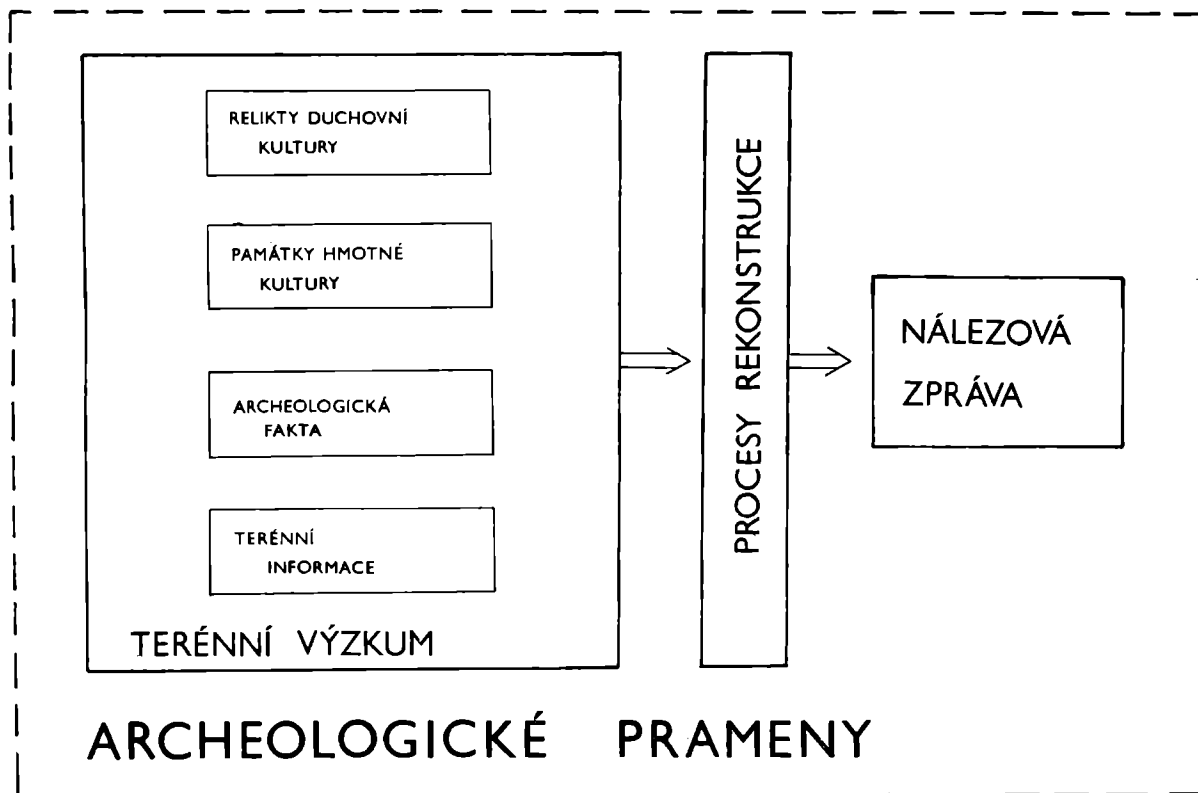 RELIKTY DUCHOVNÍ
KULTURY
PAMÁTKY HMOTNÉ
KULTURY
ARCHEOLOGICKÁ
FAKTA
TERÉNNÍ
INFORMACE
TERÉNNÍ VÝZKUM
PROCESY REKONSTRUKCE
NÁLEZOVÁ
ZPRÁVA
ARCHEOLOGICKÉ PRAMENY